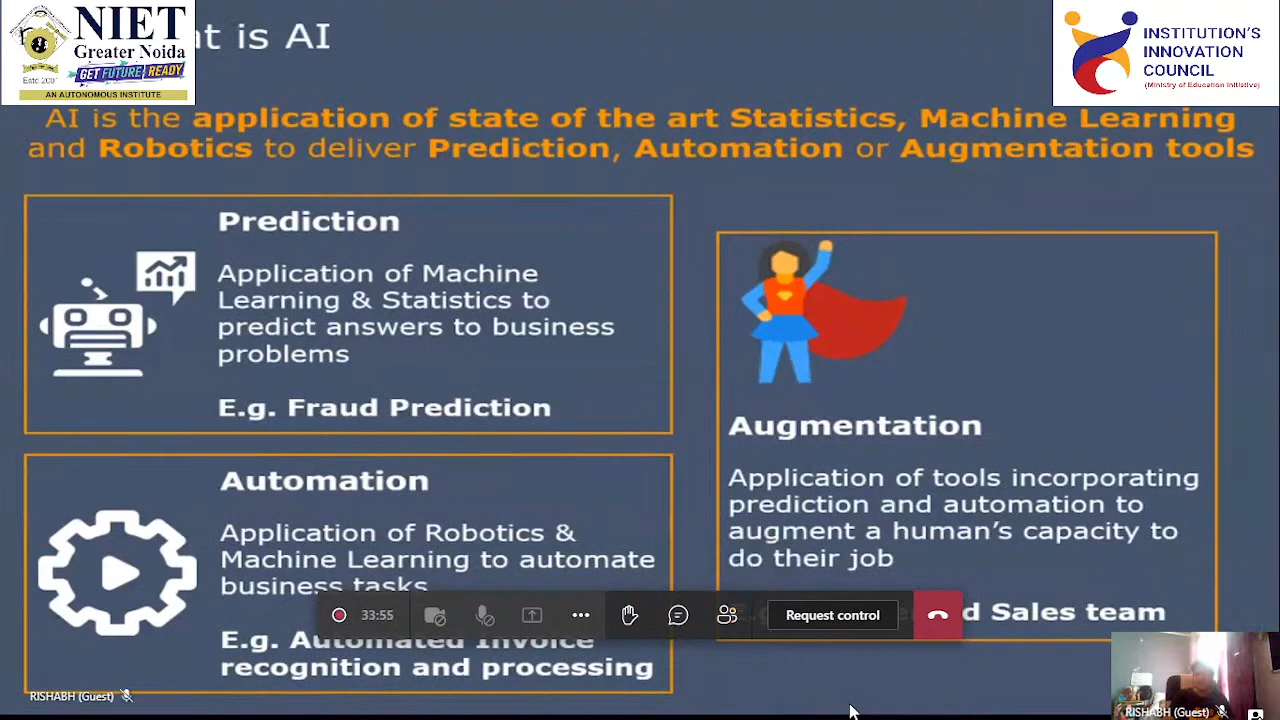 NIET
Greater Noida
GET FUTURE READY
AN AUTONOMOUS INSTITUTE
Estd
is AI
INSTITUTION'S
INNOVATION
COUNCIL
(Ministry of Education Initiative)
AI is the application of state of the art Statistics, Machine Learning
and Robotics to deliver Prediction, Automation or Augmentation tools
Prediction
Application of Machine
Learning & Statistics to
predict answers to business
problems
E.g. Fraud Prediction
Automation
Application of Robotics &
Machine Learning to automate
business tasks
E.g. Automated Invoice
recognition and processing
Augmentation
Application of tools incorporating
prediction and automation to
augment a human's capacity to
do their job
Sales team
33:55
Request control
RISHABH (Guest)
RISHABH (Guest)